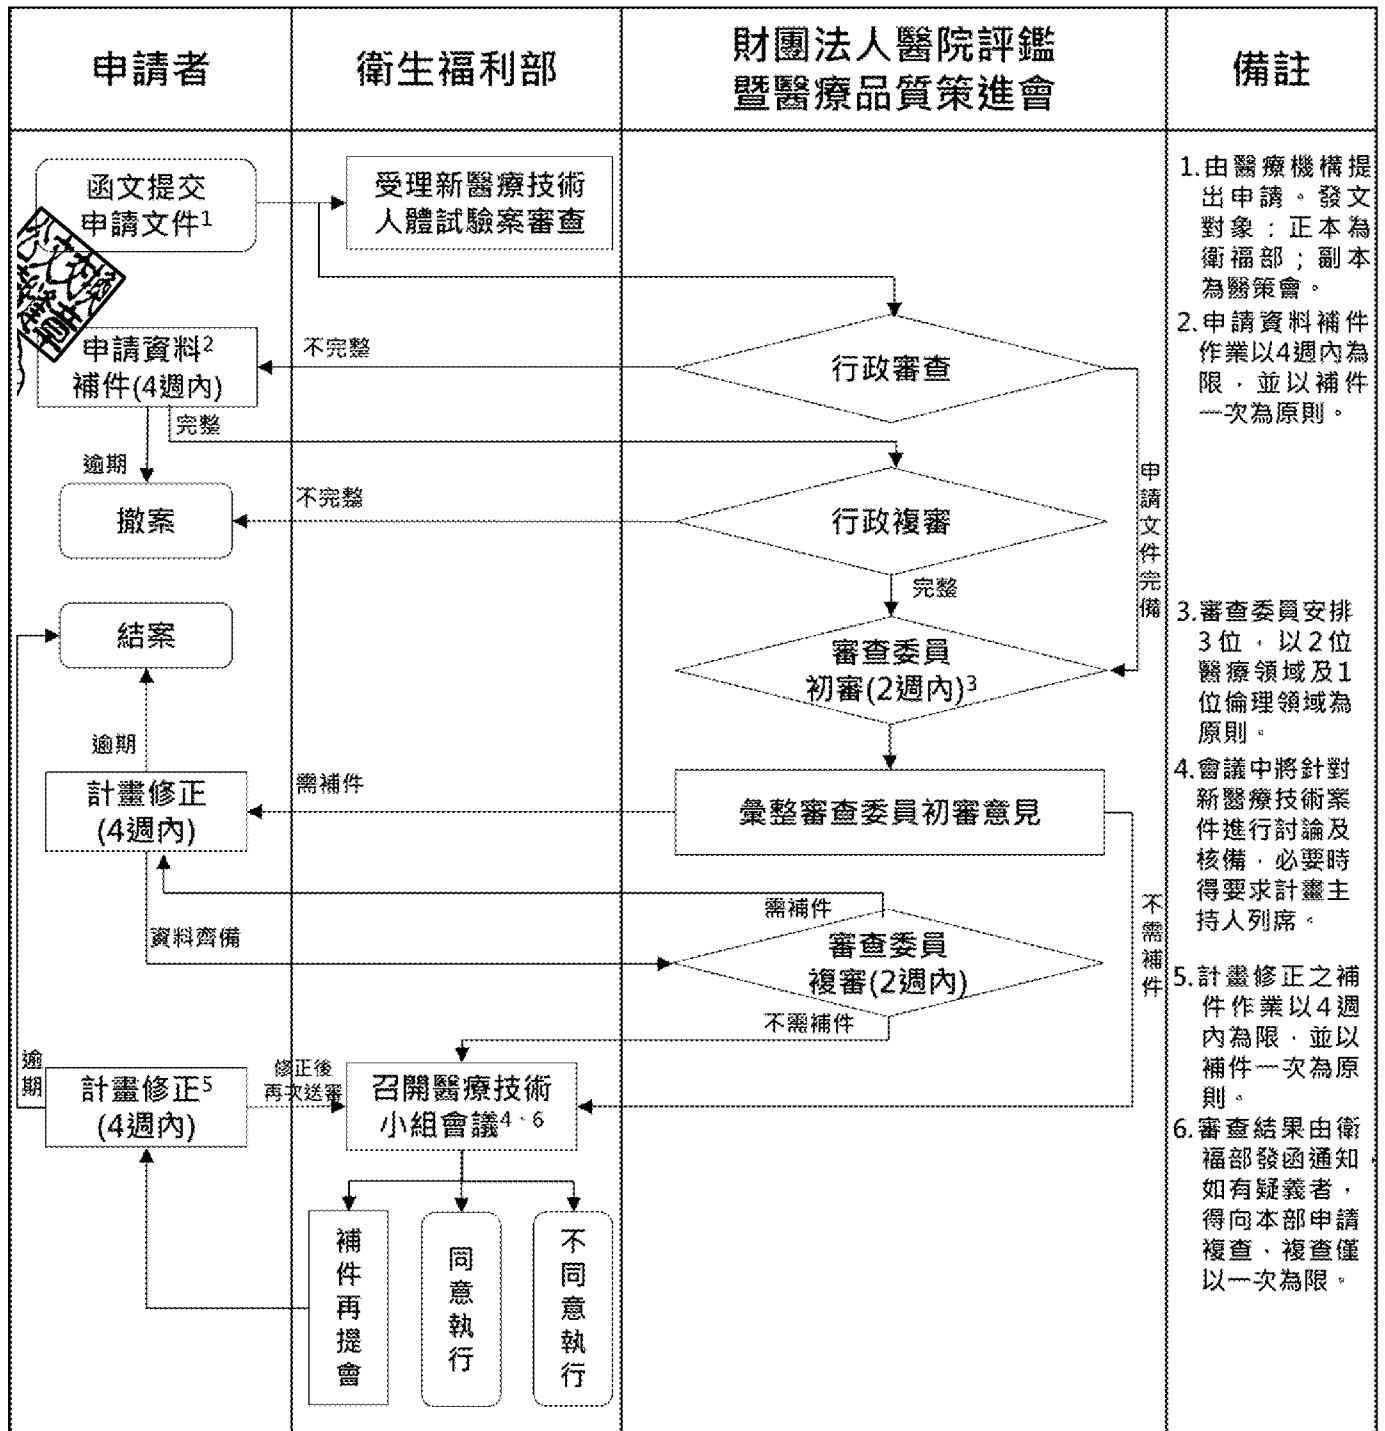 申請者
衛生福利部
財團法人醫院評鑑
暨醫療品質策進會
備註
函文提交
申請文件1
受理新醫療技術
人體試驗案審查
行政審查
不完整
申請資料2
補件(4週內)
完整
逾期
撤案
不完整
行政複審
申請文件完備
完整
結案
審查委員
初審(2週內)3
逾期
計畫修正
(4週內)
需補件
彙整審查委員初審意見
需補件
資料齊備
審查委員
複審(2週內)
不需補件
不需補件
逾期
計畫修正5
(4週內)
修正後
再次送審
召開醫療技術
小組會議4、6
補件再提會
同意執行
不同意執行
1.由醫療機構提
出申請。發文
對象：正本為
衛福部；副本
為醫策會。
2.申請資料補件
作業以4週內為
限，並以補件
一次為原則。
3.審查委員安排
3位，以2位
醫療領域及1
位倫理領域為
原則。
4.會議中將針對
新醫療技術案
件進行討論及
核備，必要時
得要求計畫主
持人列席。
5.計畫修正之補
件作業以4週
內為限，並以
補件一次為原
則。
6.審查結果由衛
福部發函通知，
如有疑義者，
得向本部申請
複查，複查僅
以一次為限。